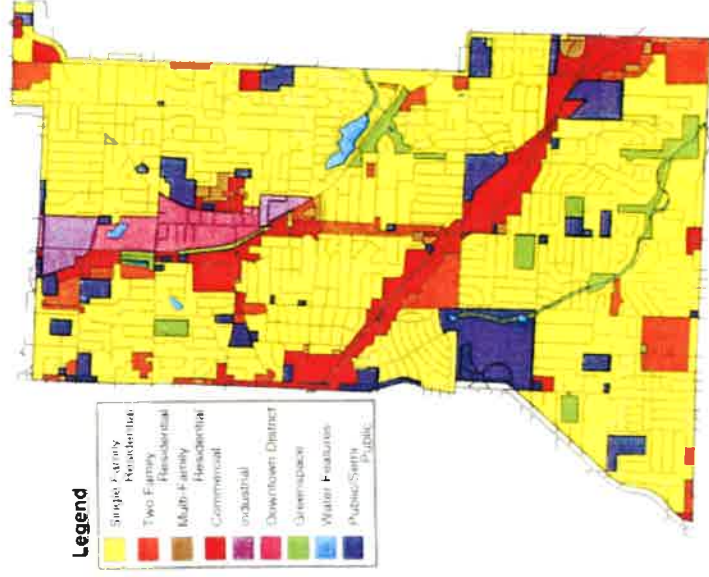 Legend
Single Family
Residential
Two Family
Residential
Multi-Family
Residential
Commercial
Industrial
Downtown District
Greenspace
Water Features
Public/Semi
Public